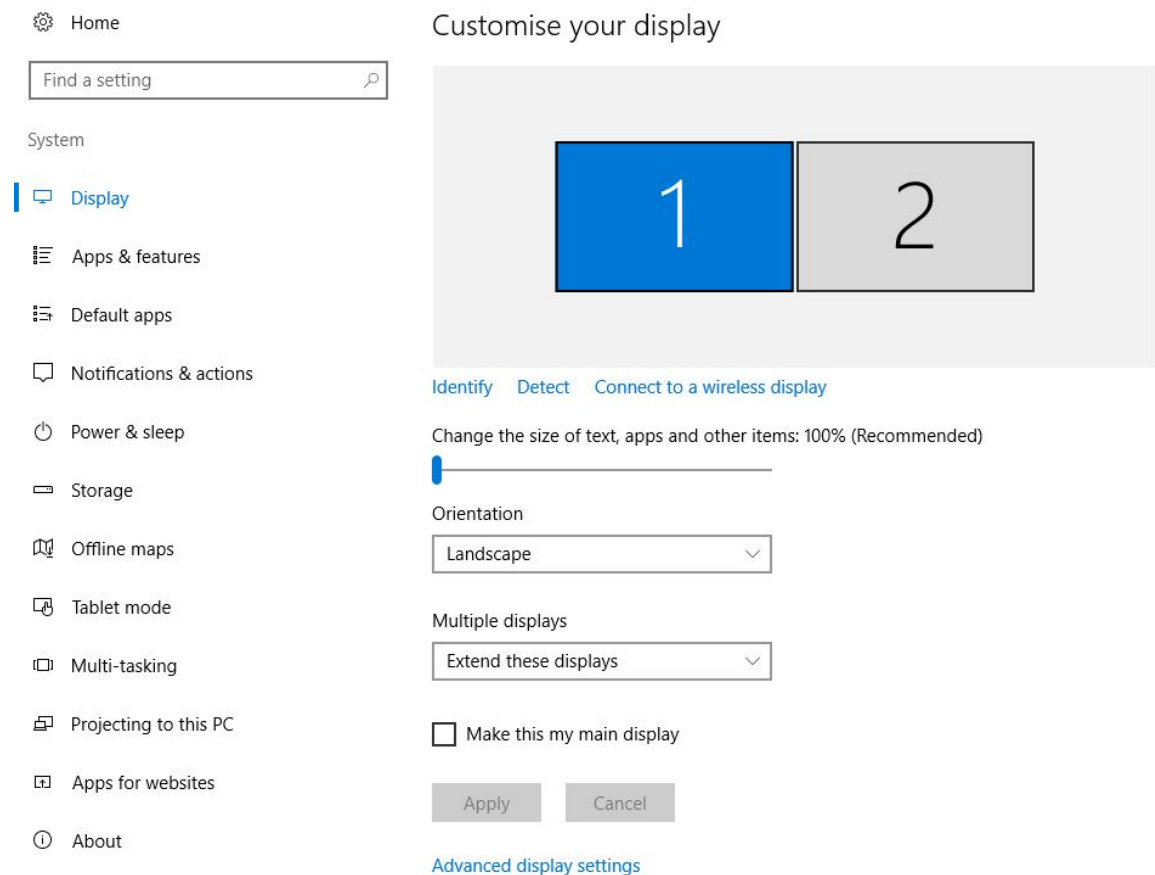 Home
Find a setting
System
Display
Apps & features
Default apps
Notifications & actions
Power & sleep
Storage
Offline maps
Tablet mode
Multi-tasking
Projecting to this PC
Apps for websites
About
Customise your display
1 2
Identify Detect Connect to a wireless display
Change the size of text, apps and other items: 100% (Recommended)
Orientation
Landscape
Multiple displays
Extend these displays
Make this my main display
Apply Cancel
Advanced display settings